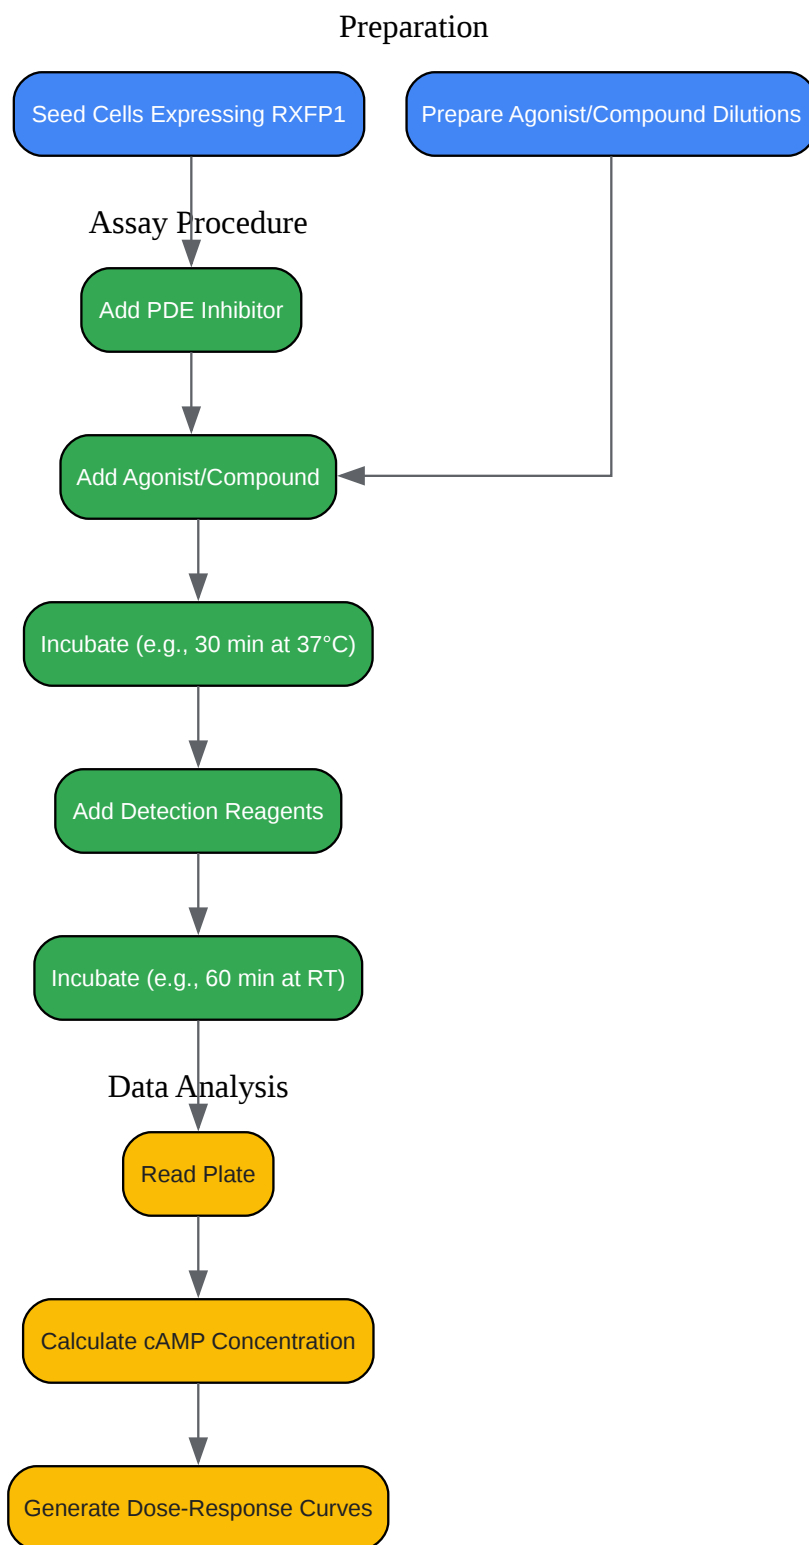 Preparation
Seed Cells Expressing RXFP1
Prepare Agonist/Compound Dilutions
Assay Procedure
Add PDE Inhibitor
Add Agonist/Compound
Incubate (e.g., 30 min at 37°C)
Add Detection Reagents
Incubate (e.g., 60 min at RT)
Data Analysis
Read Plate
Calculate cAMP Concentration
Generate Dose-Response Curves